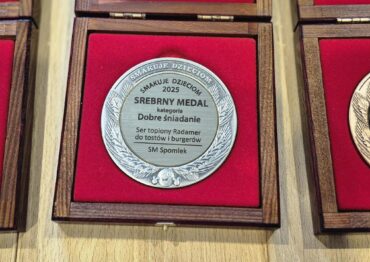 SMAKUJE DZIECIOM
SMAKUJE DZIECIOM
2025
SREBRNY MEDAL
kategoria
Dobre śniadanie
Ser topiony Radamer
do tostów i burgerów
SM Spomlek